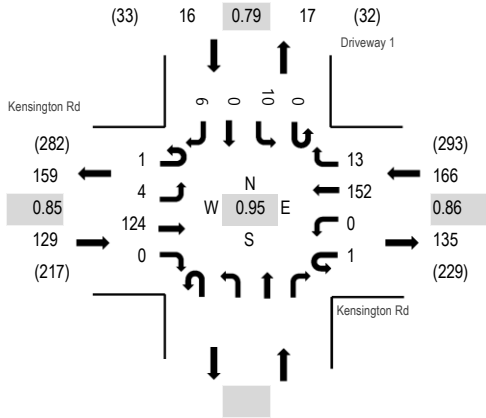 (33) 16 0.79 17 (32)
Driveway 1
6 0 10 0
Kensington Rd
(282) (293)
159 1 13 166
4 N 152
0.85 W 0.95 E 0.86
124 0
129 S 135
0 1
(217) (229)
Kensington Rd